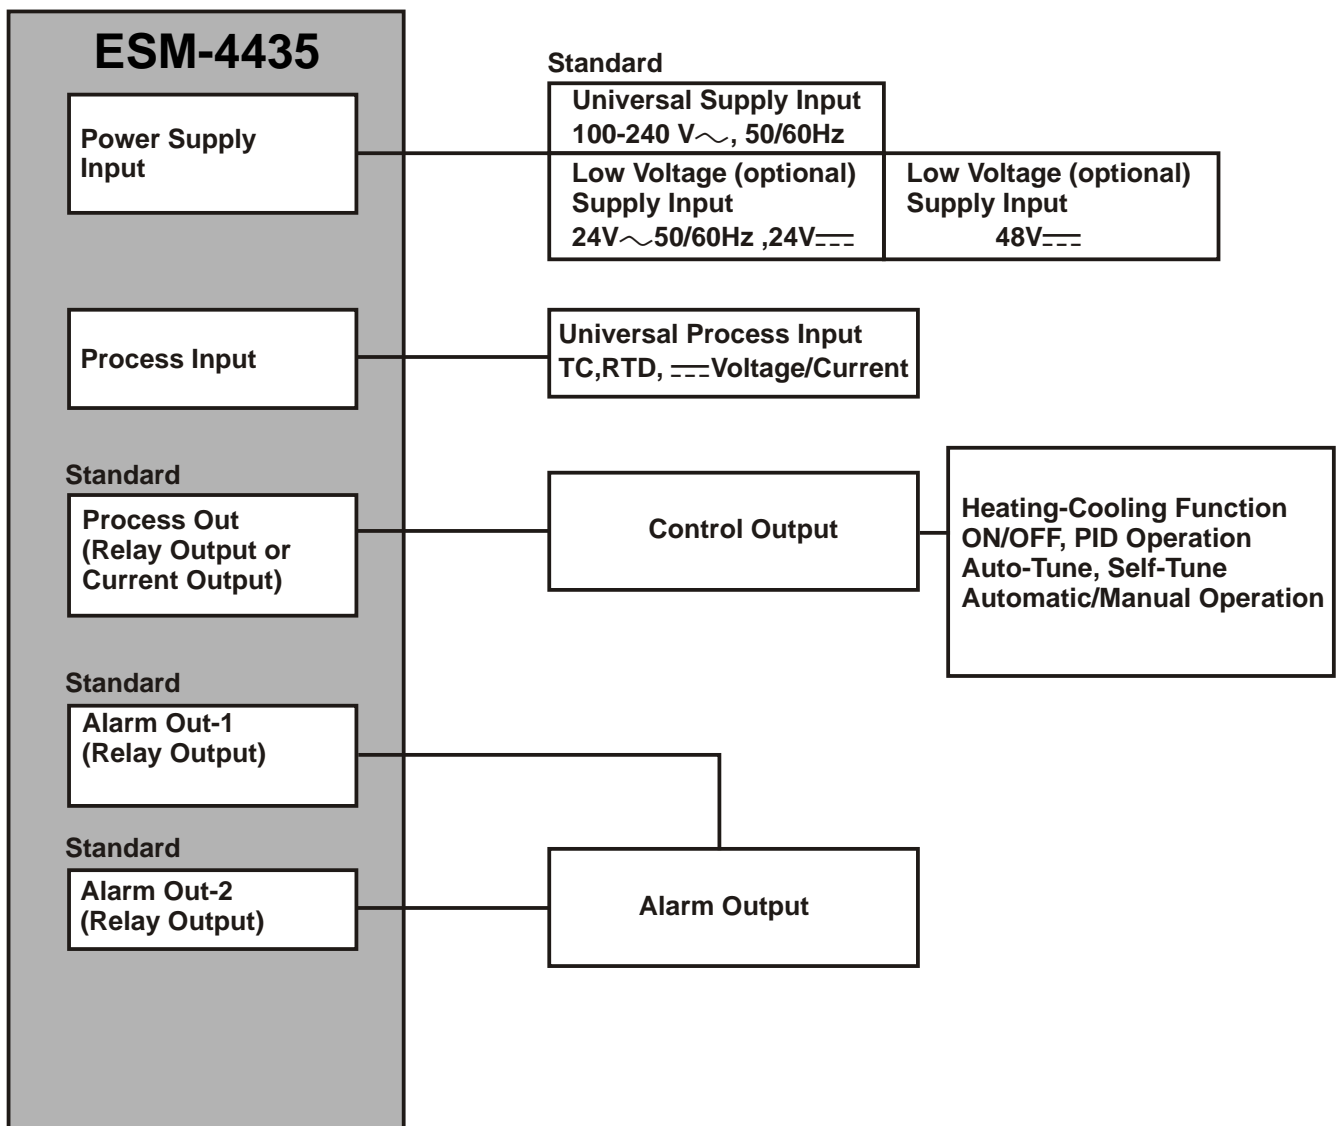 ESM-4435
Standard
Power Supply
Input
Universal Supply Input
100-240 V⏦, 50/60Hz
Low Voltage (optional)
Supply Input
24V⏦50/60Hz ,24V⎓
Low Voltage (optional)
Supply Input
48V⎓
Process Input
Universal Process Input
TC,RTD, ⎓Voltage/Current
Standard
Process Out
(Relay Output or
Current Output)
Control Output
Heating-Cooling Function
ON/OFF, PID Operation
Auto-Tune, Self-Tune
Automatic/Manual Operation
Standard
Alarm Out-1
(Relay Output)
Standard
Alarm Out-2
(Relay Output)
Alarm Output